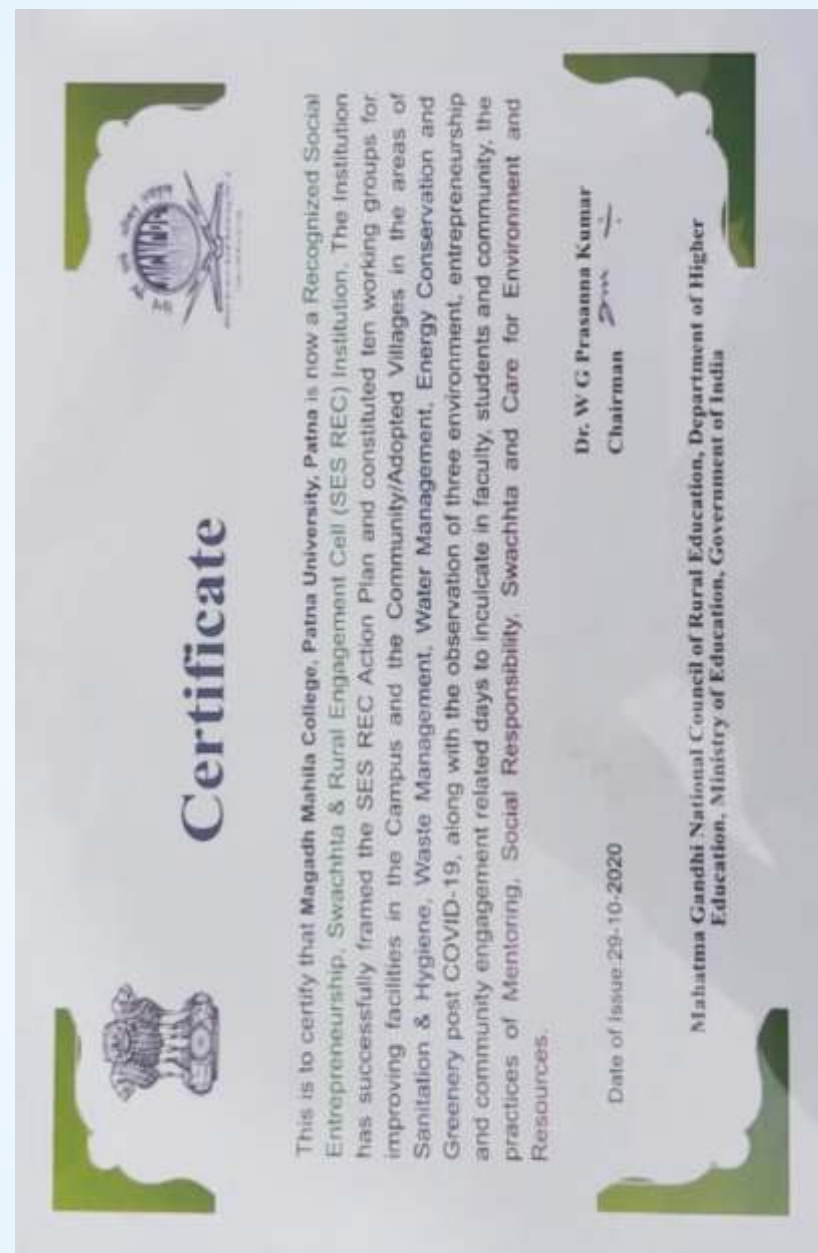 Certificate
This is to certify that Magadh Mahila College, Patna University, Patna is now a Recognized Social
Entrepreneurship, Swachhta & Rural Engagement Cell (SES REC) Institution. The Institution
has successfully framed the SES REC Action Plan and constituted ten working groups for
improving facilities in the Campus and the Community/Adopted Villages in the areas of
Sanitation & Hygiene, Waste Management, Water Management, Energy Conservation and
Greenery post COVID-19, along with the observation of three environment, entrepreneurship
and community engagement related days to inculcate in faculty, students and community, the
practices of Mentoring, Social Responsibility, Swachhta and Care for Environment and
Resources.
Dr. W G Prasanna Kumar
Chairman
Date of Issue:29-10-2020
Mahatma Gandhi National Council of Rural Education, Department of Higher
Education, Ministry of Education, Government of India